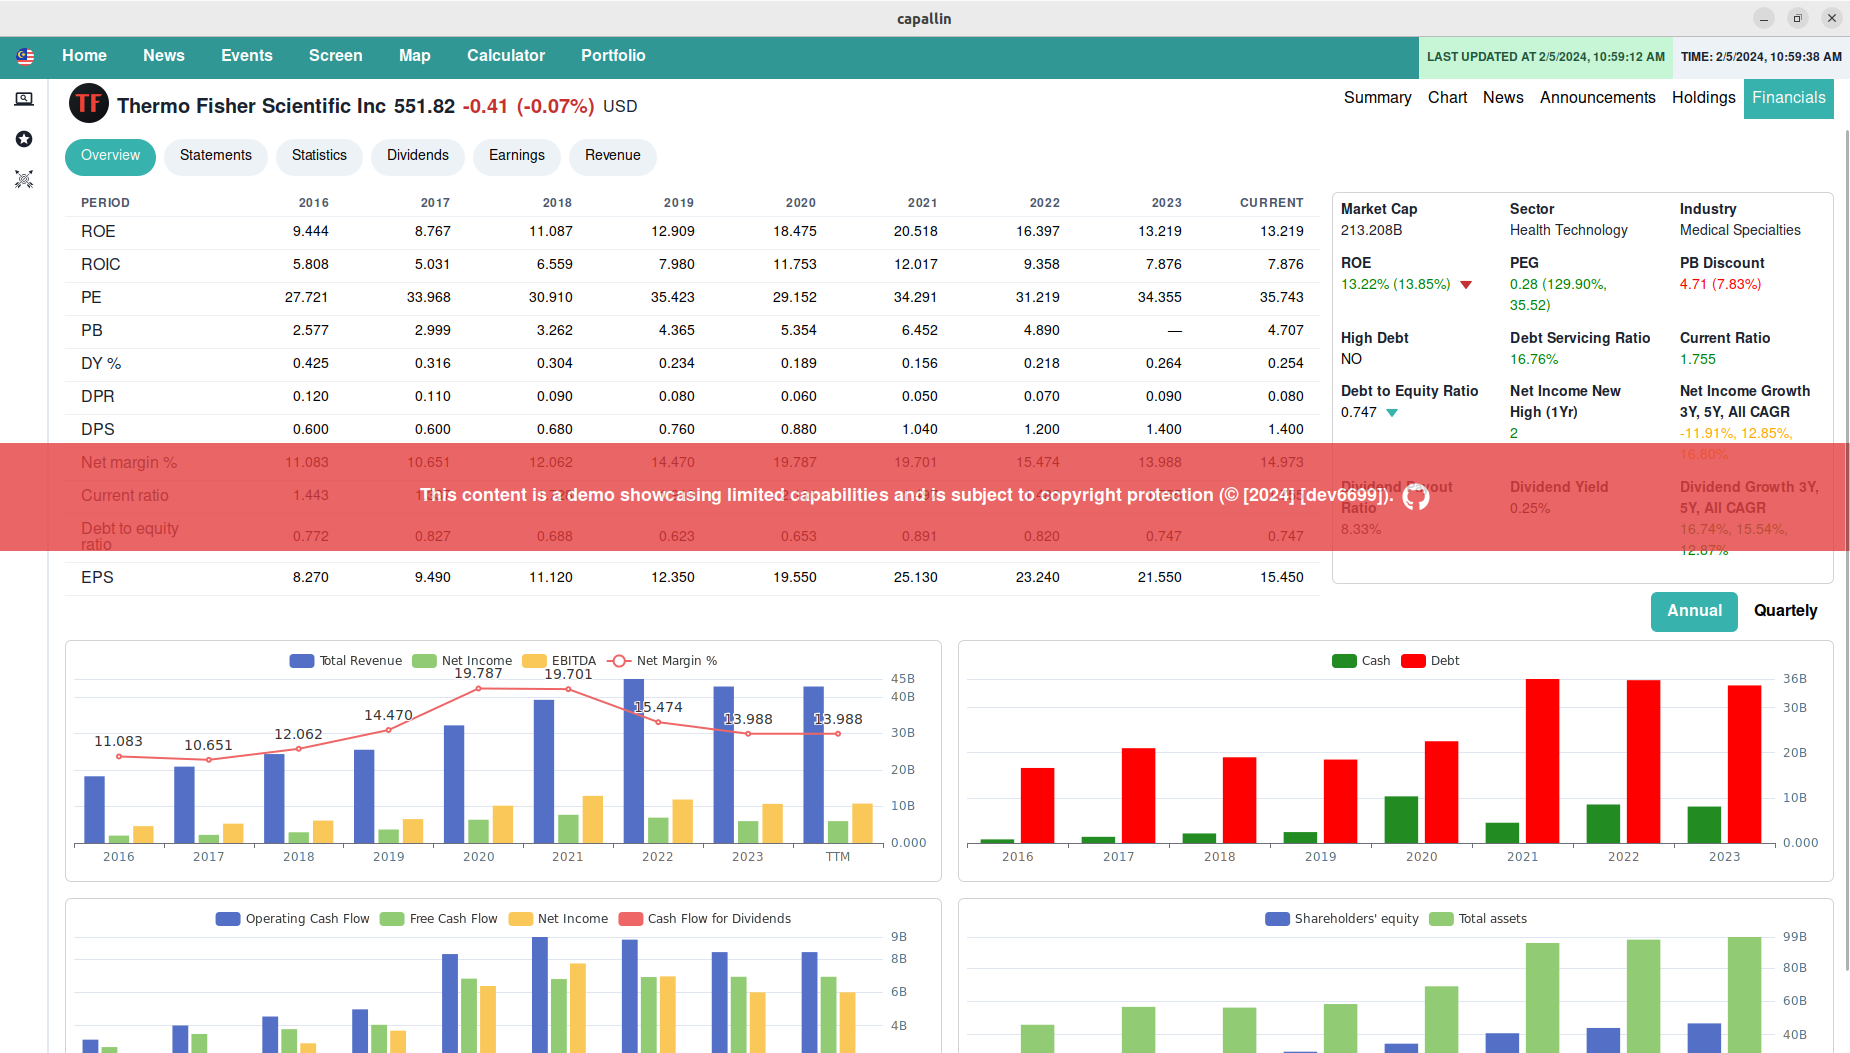 capallin
Home News Events Screen Map Calculator Portfolio LAST UPDATED AT 2/5/2024, 10:59:12 AM TIME: 2/5/2024, 10:59:38 AM
TF Thermo Fisher Scientific Inc 551.82 -0.41 (-0.07%) USD
Summary Chart News Announcements Holdings Financials
Overview Statements Statistics Dividends Earnings Revenue
PERIOD 2016 2017 2018 2019 2020 2021 2022 2023 CURRENT
ROE 9.444 8.767 11.087 12.909 18.475 20.518 16.397 13.219 13.219
ROIC 5.808 5.031 6.559 7.980 11.753 12.017 9.358 7.876 7.876
PE 27.721 33.968 30.910 35.423 29.152 34.291 31.219 34.355 35.743
PB 2.577 2.999 3.262 4.365 5.354 6.452 4.890 — 4.707
DY % 0.425 0.316 0.304 0.234 0.189 0.156 0.218 0.264 0.254
DPR 0.120 0.110 0.090 0.080 0.060 0.050 0.070 0.090 0.080
DPS 0.600 0.600 0.680 0.760 0.880 1.040 1.200 1.400 1.400
Net margin % 11.083 10.651 12.062 14.470 19.787 19.701 15.474 13.988 14.973
Current ratio 1.443
This content is a demo showcasing limited capabilities and is subject to copyright protection (© [2024] [dev6699]).
Debt to equity
ratio 0.772 0.827 0.688 0.623 0.653 0.891 0.820 0.747 0.747
EPS 8.270 9.490 11.120 12.350 19.550 25.130 23.240 21.550 15.450
Market Cap Sector Industry
213.208B Health Technology Medical Specialties
ROE PEG PB Discount
13.22% (13.85%) 0.28 (129.90%, 4.71 (7.83%)
35.52)
High Debt Debt Servicing Ratio Current Ratio
NO 16.76% 1.755
Debt to Equity Ratio Net Income New Net Income Growth
0.747 High (1Yr) 3Y, 5Y, All CAGR
2 -11.91%, 12.85%,
16.80%
Dividend Payout Dividend Yield Dividend Growth 3Y,
Ratio 0.25% 5Y, All CAGR
8.33% 16.74%, 15.54%,
12.87%
Annual Quartely
Total Revenue Net Income EBITDA Net Margin %
11.083 10.651 12.062 14.470 19.787 19.701 15.474 13.988 13.988
45B
40B
30B
20B
10B
0.000
2016 2017 2018 2019 2020 2021 2022 2023 TTM
Cash Debt
36B
30B
20B
10B
0.000
2016 2017 2018 2019 2020 2021 2022 2023
Operating Cash Flow Free Cash Flow Net Income Cash Flow for Dividends
9B
8B
6B
4B
Shareholders' equity Total assets
99B
80B
60B
40B